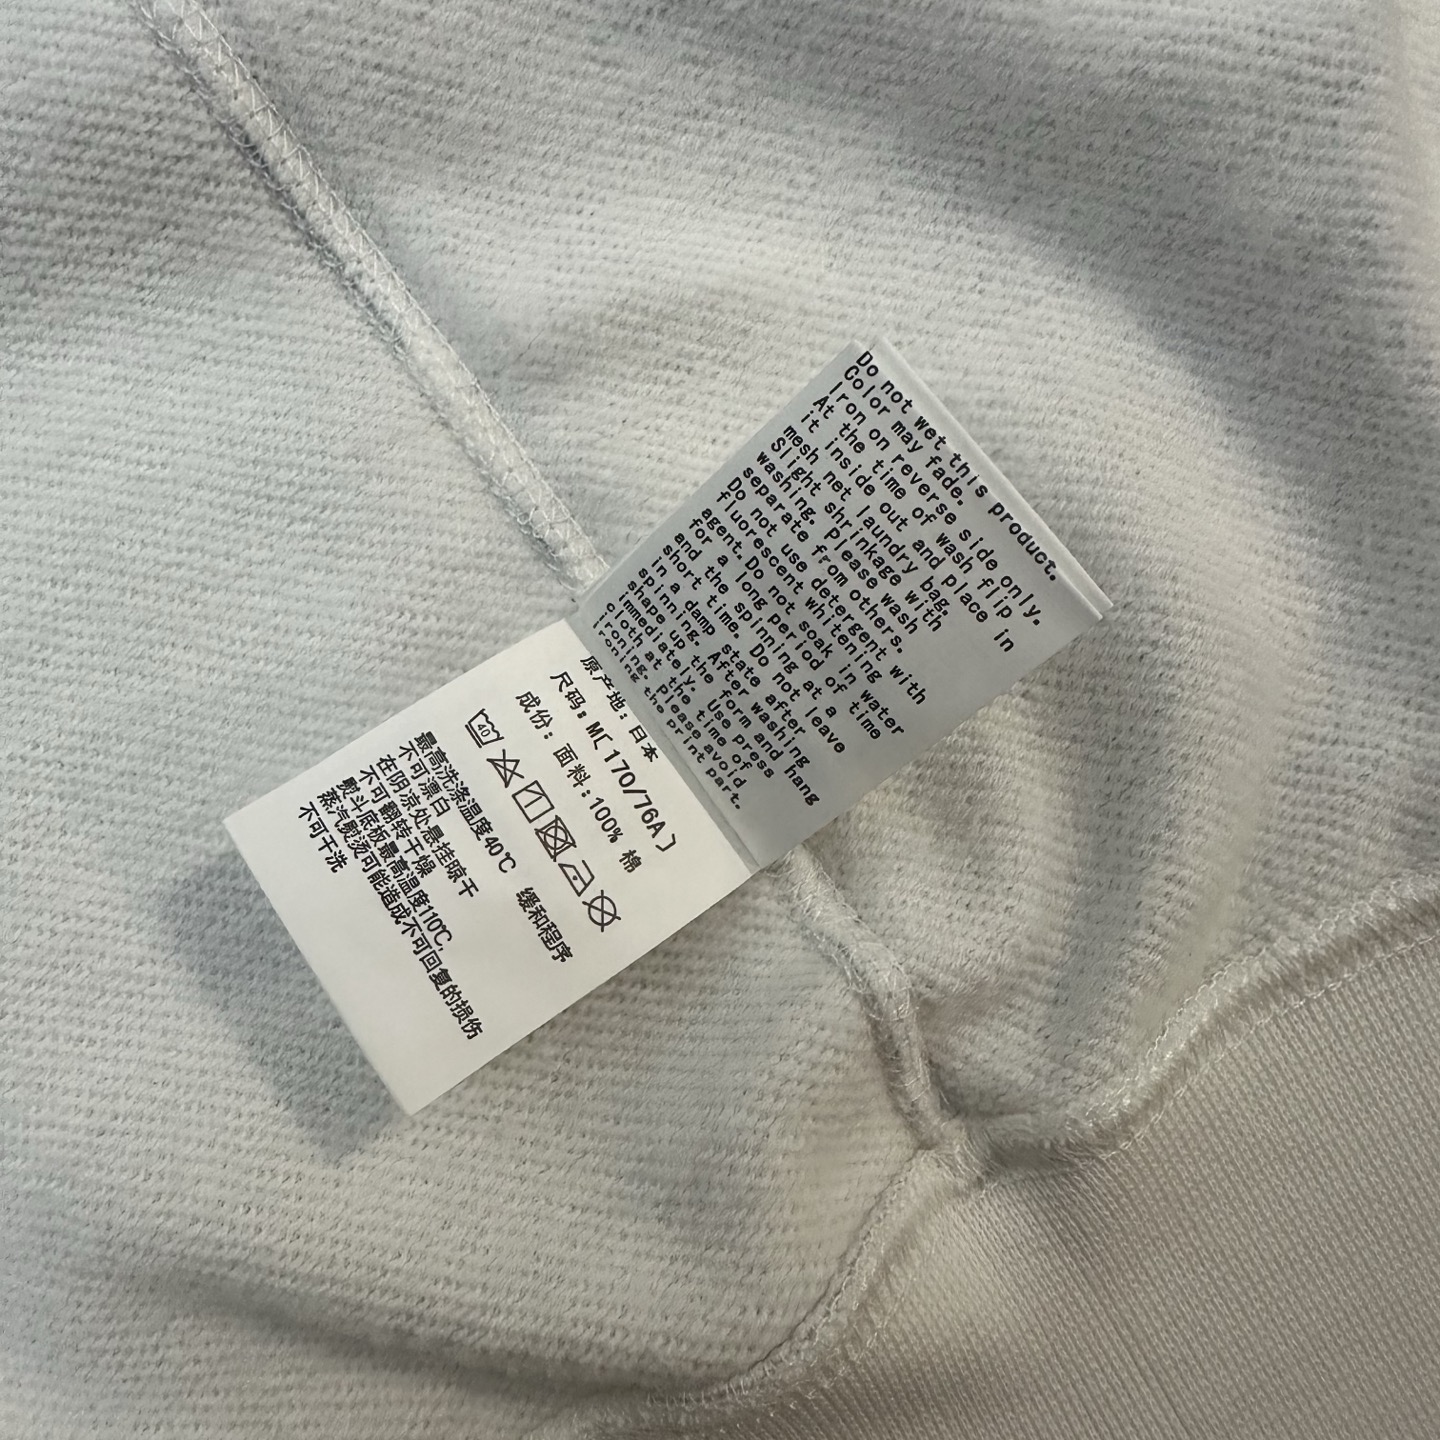 Do not wet this product.
Color may fade.
Iron on reverse side only.
At the time of wash flip
it inside out and place in
mesh net laundry bag.
Slight shrinkage with
washing. Please wash
separate from others.
Do not use detergent with
fluorescent whitening
agent. Do not soak in water
for a long period of time
and the spinning at a
short time. Do not leave
in a damp state after
spinning. After washing
shape up the form and hang
immediately. Use press
cloth at the time of
ironing. Please avoid
ironing the print part.
原产地: 日本
尺码: M[170/76A]
成份: 面料:100% 棉
40
最高洗涤温度40℃ 缓和程序
不可漂白
在阴凉处悬挂晾干
不可翻转干燥
熨斗底板最高温度110℃,
蒸汽熨烫可能造成不可回复的损伤
不可干洗